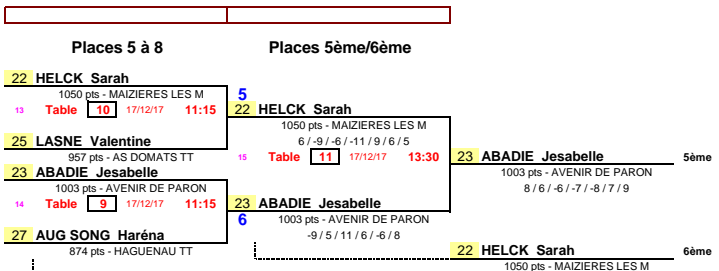 Places 5 à 8
Places 5ème/6ème
22 HELCK Sarah
1050 pts - MAIZIERES LES M
13 Table 10 17/12/17 11:15
25 LASNE Valentine
957 pts - AS DOMATS TT
23 ABADIE Jesabelle
1003 pts - AVENIR DE PARON
14 Table 9 17/12/17 11:15
27 AUG SONG Haréna
874 pts - HAGUENAU TT
5
22 HELCK Sarah
1050 pts - MAIZIERES LES M
6 / -9 / -6 / -11 / 9 / 6 / 5
15 Table 11 17/12/17 13:30
23 ABADIE Jesabelle
6 1003 pts - AVENIR DE PARON
-9 / 5 / 11 / 6 / -6 / 8
23 ABADIE Jesabelle 5ème
1003 pts - AVENIR DE PARON
8 / 6 / -6 / -7 / -8 / 7 / 9
22 HELCK Sarah 6ème
1050 pts - MAIZIERES LES M